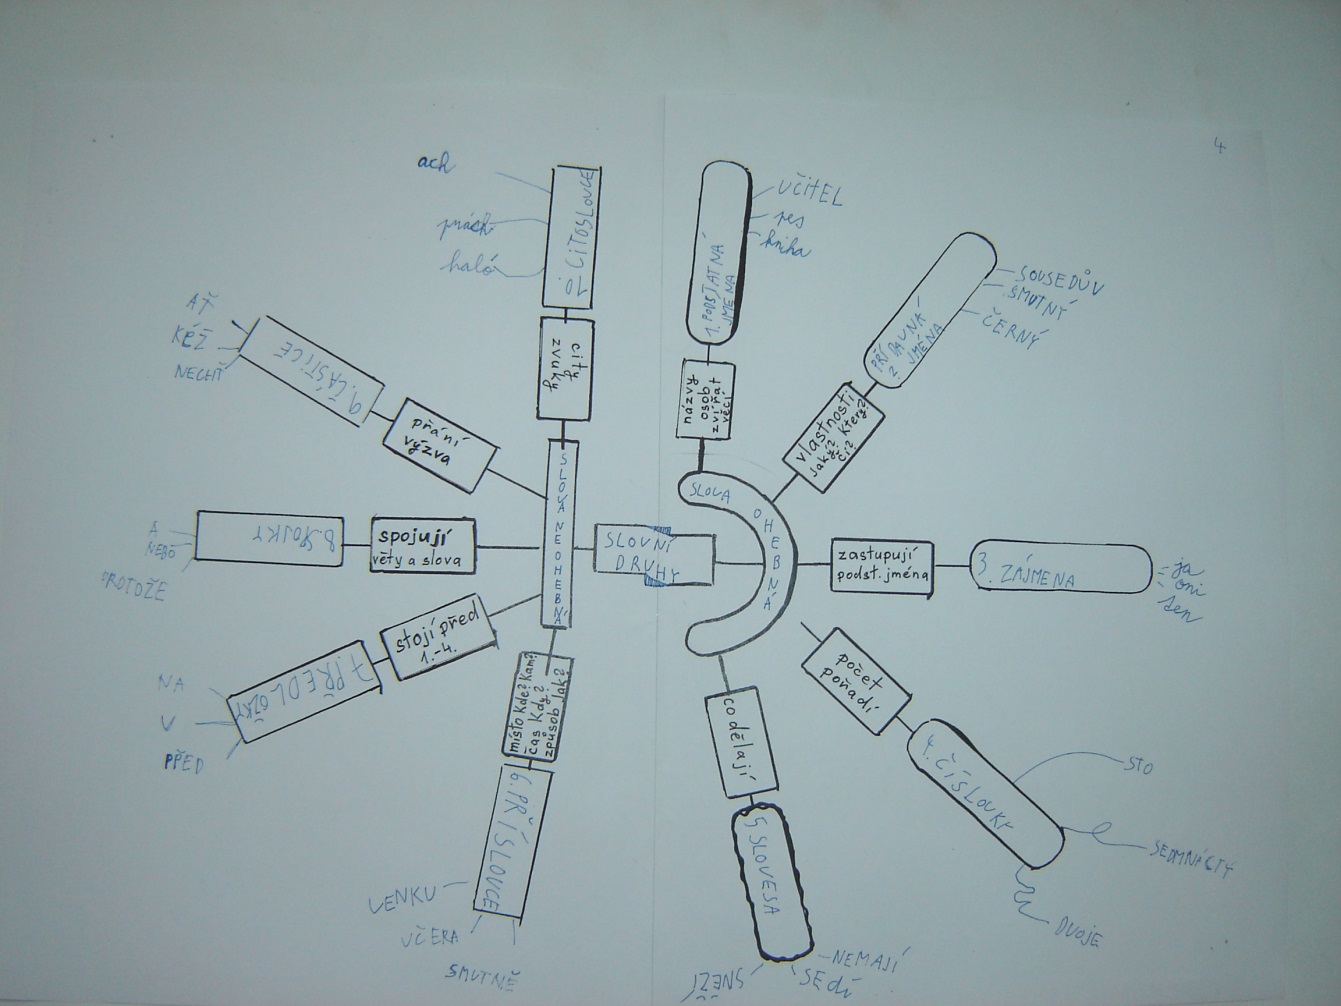 4
SLOVNÍ
DRUHY
SLOVA OHEBNÁ
názvy
osob
zvířat
věcí
1. PODSTATNÁ
JMÉNA
UČITEL
pes
kniha
vlastnosti
Jaký? Který?
Čí?
PŘÍDAVNÁ
2. JMÉNA
SOUSEDŮV
SMUTNÝ
ČERNÝ
zastupují
podst. jména
3. ZÁJMENA
ja
oni
ten
počet
pořadí
4. ČÍSLOVKY
STO
SEDMNÁCTÝ
DVOJE
co dělají
5 SLOVESA
NEMAJÍ
SEdí
SNĚŽÍ
SLOVA NEOHEBNÁ
místo Kde? Kam?
čas Kdy?
způsob Jak?
6. PŘÍSLOVCE
VENKU
UČERA
SMUTNĚ
stojí před
1.-4.
7 PŘEDLOŽKY
NA
V
PŘED
spojují
věty a slova
8. SPOJKY
A
NEBO
PROTOŽE
přání
výzva
9. ČÁSTICE
AŤ
KÉŽ
NECHŤ
city
zvuky
10. CITOSLOVCE
ach
prásk
haló